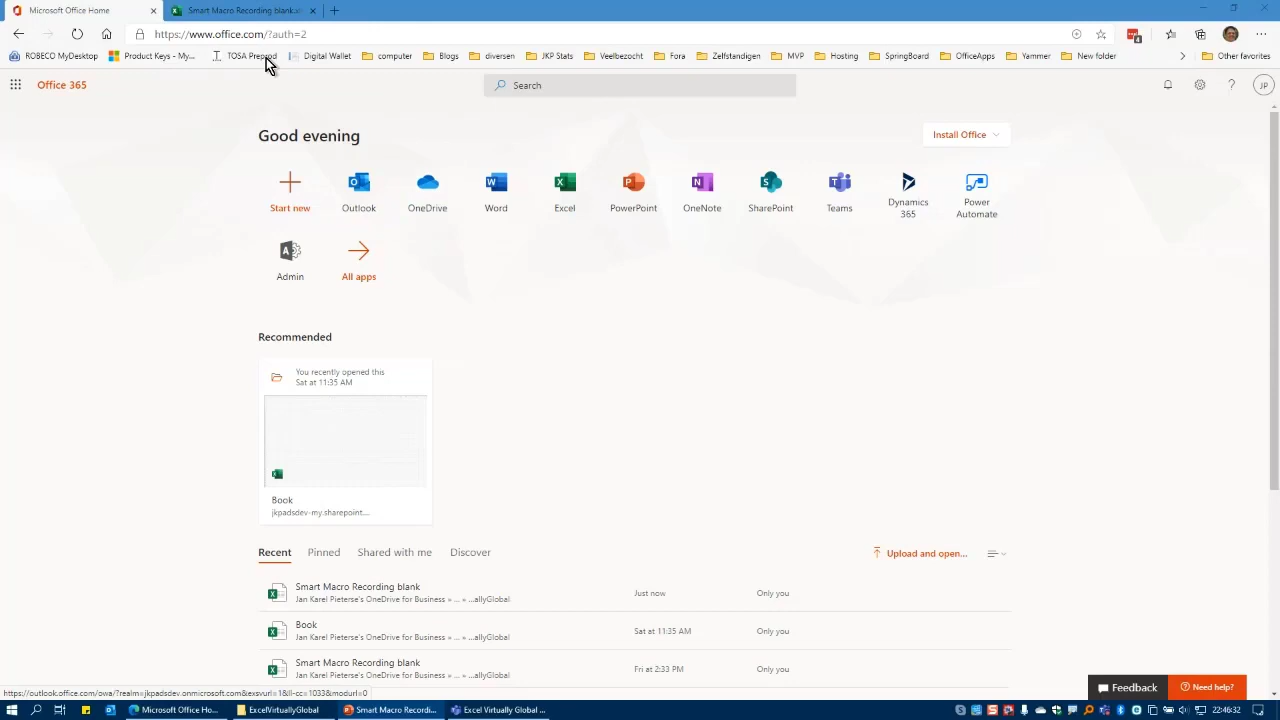 Microsoft Office Home
Smart Macro Recording blank.xl
https://www.office.com/?auth=2
ROBECO MyDesktop
Product Keys - My...
TOSA Preprod
Digital Wallet
computer
Blogs
diversen
JKP Stats
Veelbezocht
Fora
Zelfstandigen
MVP
Hosting
SpringBoard
OfficeApps
Yammer
New folder
Other favorites
Office 365
Search
JP
Good evening
Install Office
Start new
Outlook
OneDrive
Word
Excel
PowerPoint
OneNote
SharePoint
Teams
Dynamics
365
Power
Automate
Admin
All apps
Recommended
You recently opened this
Sat at 11:35 AM
Book
jkpadsdev-my.sharepoint....
Recent Pinned Shared with me Discover
Upload and open...
Smart Macro Recording blank
Jan Karel Pieterse's OneDrive for Business » ... » ...allyGlobal
Just now
Only you
Book
Jan Karel Pieterse's OneDrive for Business » ... » ...allyGlobal
Sat at 11:35 AM
Only you
Smart Macro Recording blank
Jan Karel Pieterse's OneDrive for Business » ... » ...allyGlobal
Fri at 2:33 PM
Only you
Feedback
Need help?
Microsoft Office Ho...
ExcelVirtuallyGlobal
Smart Macro Recordi...
Excel Virtually Global ...
22:46:32